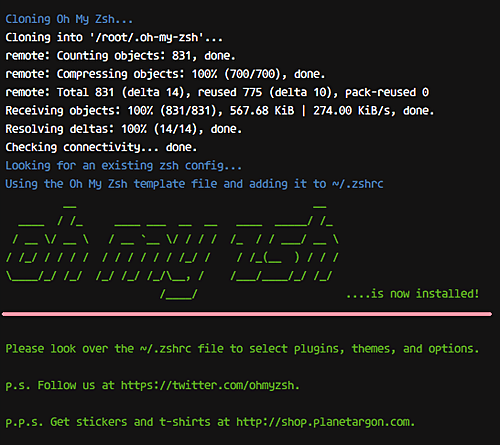 Cloning Oh My Zsh...
Cloning into '/root/.oh-my-zsh'...
remote: Counting objects: 831, done.
remote: Compressing objects: 100% (700/700), done.
remote: Total 831 (delta 14), reused 775 (delta 10), pack-reused 0
Receiving objects: 100% (831/831), 567.68 KiB | 274.00 KiB/s, done.
Resolving deltas: 100% (14/14), done.
Checking connectivity... done.
Looking for an existing zsh config...
Using the Oh My Zsh template file and adding it to ~/.zshrc
oh my zsh
....is now installed!
Please look over the ~/.zshrc file to select plugins, themes, and options.
p.s. Follow us at https://twitter.com/ohmyzsh.
p.p.s. Get stickers and t-shirts at http://shop.planetargon.com.